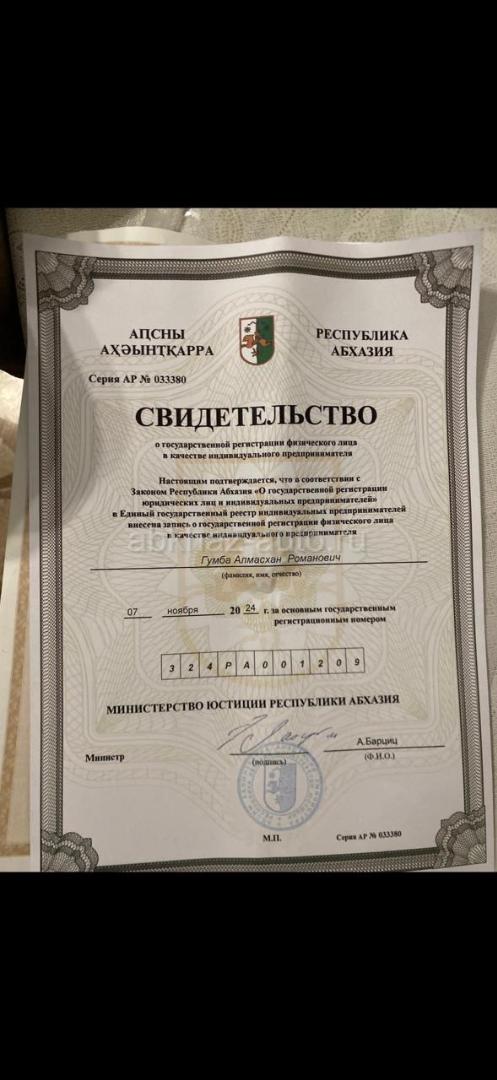 АԤСНЫ
АҲӘЫНҬҚАРРА
РЕСПУБЛИКА
АБХАЗИЯ
Серия АР № 033380
СВИДЕТЕЛЬСТВО
о государственной регистрации физического лица
в качестве индивидуального предпринимателя
Настоящим подтверждается, что в соответствии с
Законом Республики Абхазия «О государственной регистрации
юридических лиц и индивидуальных предпринимателей»
в Единый государственный реестр индивидуальных предпринимателей
внесена запись о государственной регистрации физического лица
в качестве индивидуального предпринимателя
Гумба Алмасхан Романович
(фамилия, имя, отчество)
07 ноября 20 24 г. за основным государственным
регистрационным номером
3 2 4 Р А 0 0 1 2 0 9
МИНИСТЕРСТВО ЮСТИЦИИ РЕСПУБЛИКИ АБХАЗИЯ
Министр
(подпись)
А.Барциц
(Ф.И.О.)
М.П.
Серия АР № 033380